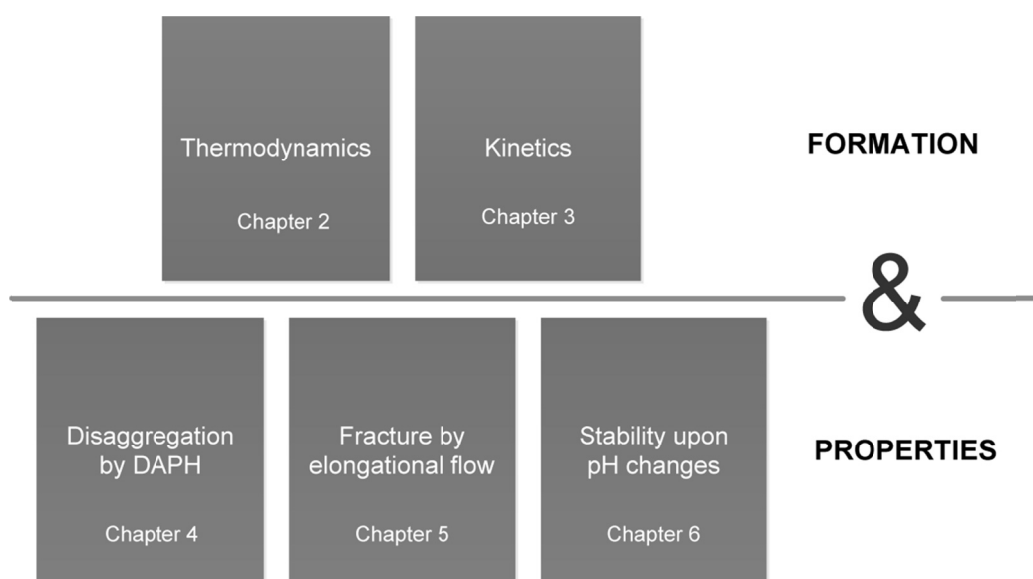 Thermodynamics
Chapter 2
Kinetics
Chapter 3
FORMATION
&
Disaggregation
by DAPH
Chapter 4
Fracture by
elongational flow
Chapter 5
Stability upon
pH changes
Chapter 6
PROPERTIES